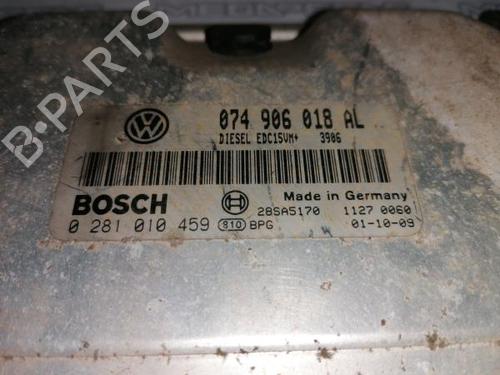 074 906 018 AL
DIESEL EDC15VM+ 3906
BOSCH
Made in Germany
28SA5170 1127 0060
0 281 010 459 810 BPG 01-10-09
B-PARTS